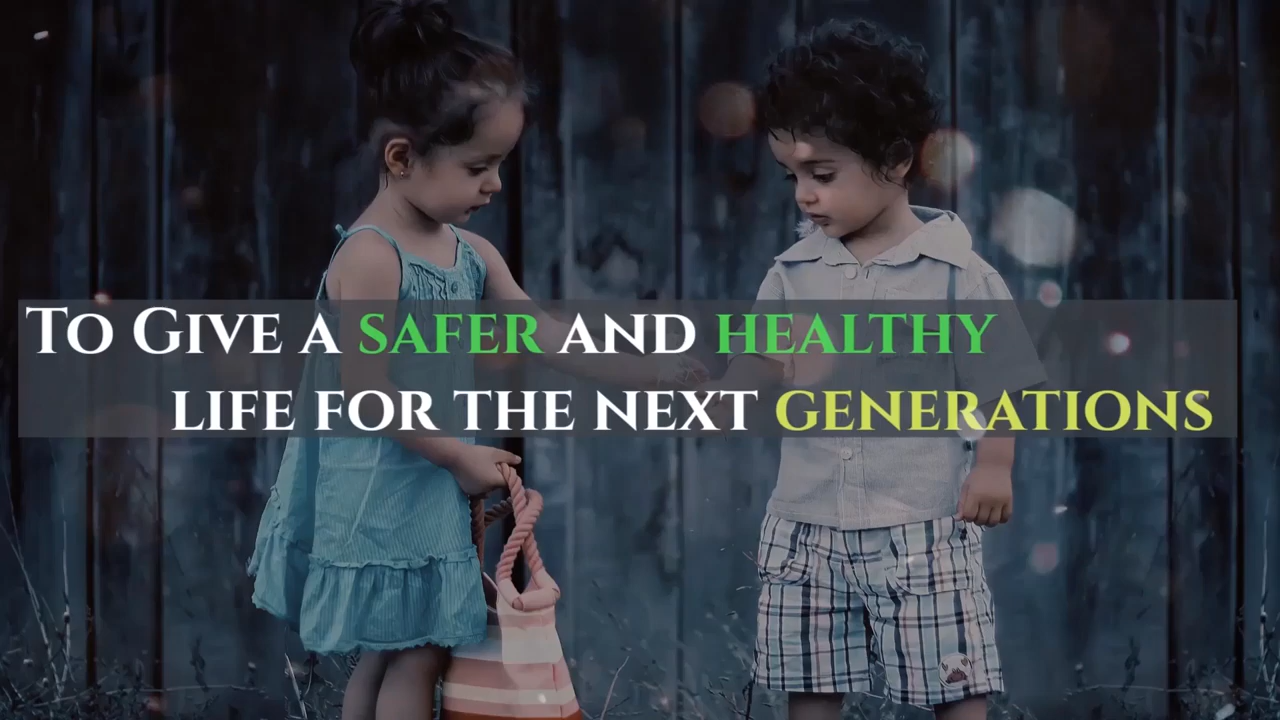 To Give a safer and healthy
life for the next generations